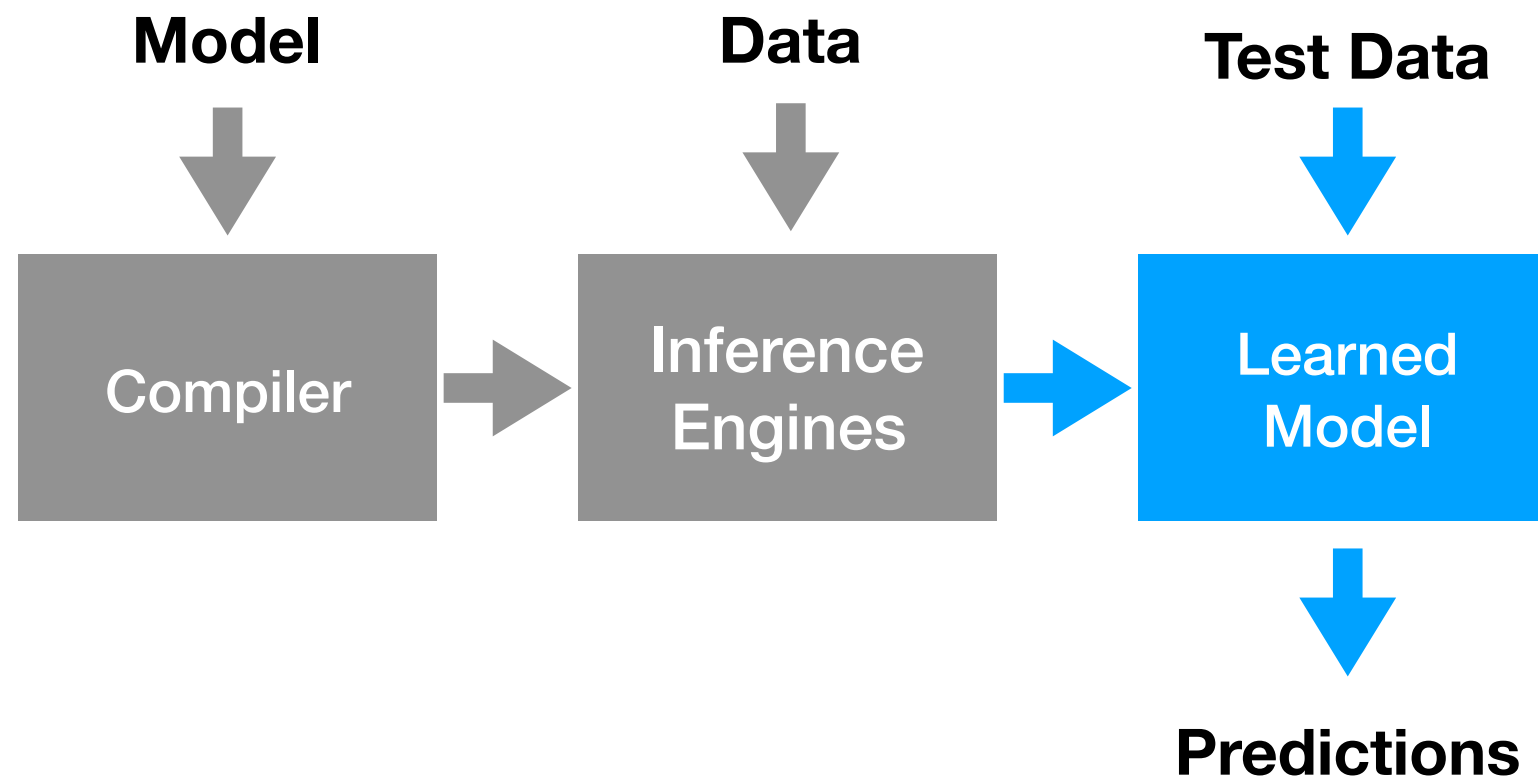 Model
Data
Test Data
Compiler
Inference
Engines
Learned
Model
Predictions